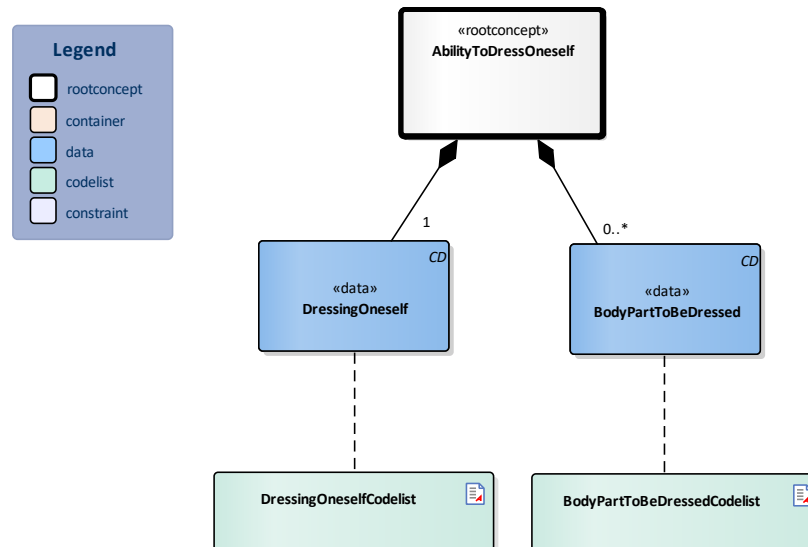 «rootconcept»
AbilityToDressOneself
Legend
rootconcept
container
data
codelist
constraint
1
0..*
CD
«data»
DressingOneself
CD
«data»
BodyPartToBeDressed
DressingOneselfCodelist
BodyPartToBeDressedCodelist